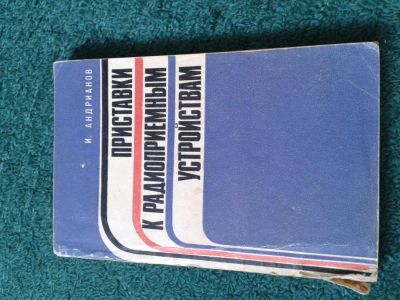 И. АНДРИАНОВ
ПРИСТАВКИ
К РАДИОПРИЕМНЫМ
УСТРОЙСТВАМ